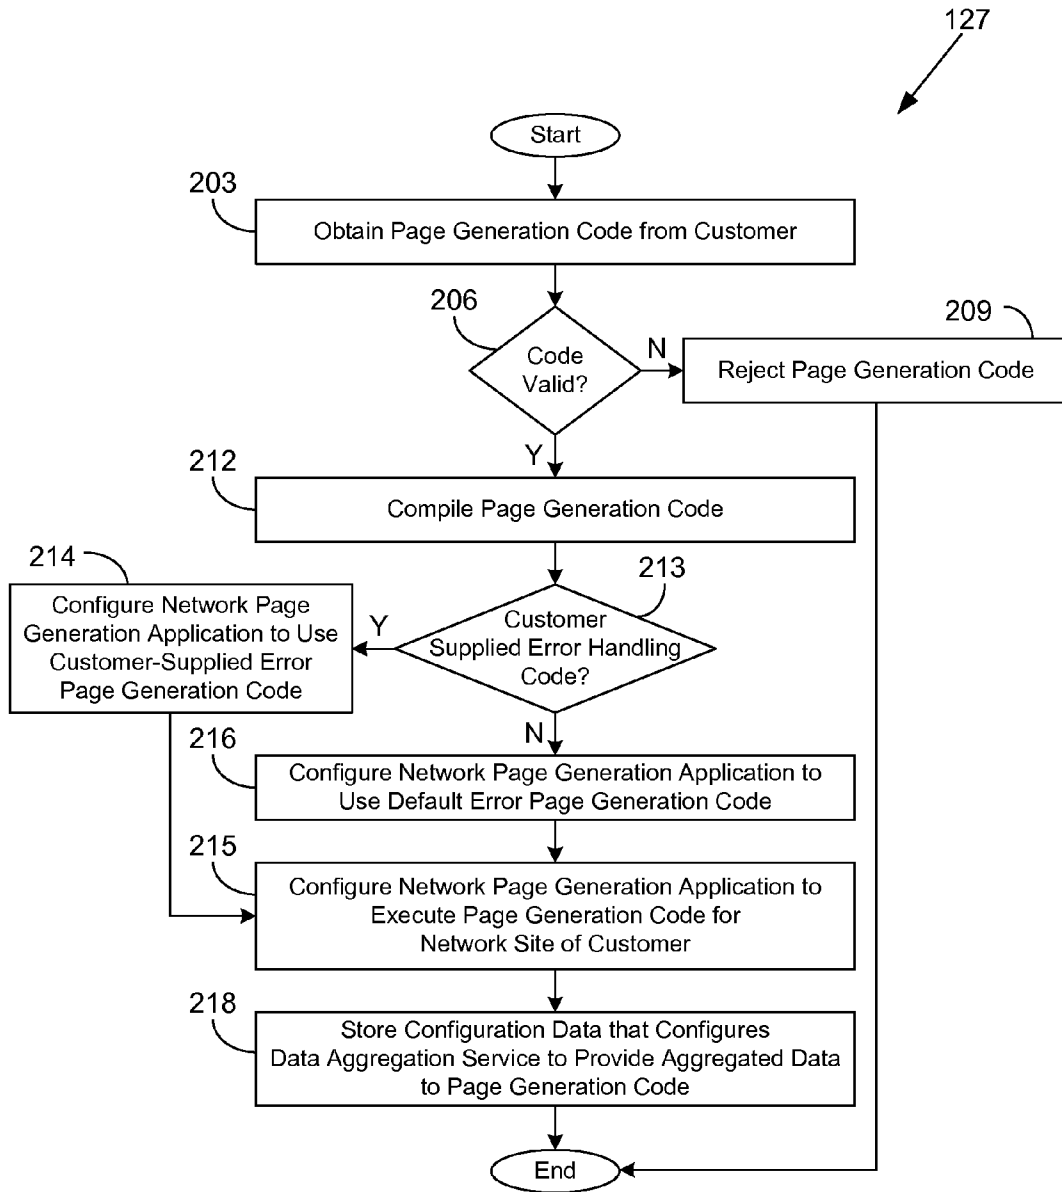 127
Start
203
Obtain Page Generation Code from Customer
206
Code
Valid?
N
209
Reject Page Generation Code
Y
212
Compile Page Generation Code
213
Customer
Supplied Error Handling
Code?
Y
214
Configure Network Page
Generation Application to Use
Customer-Supplied Error
Page Generation Code
N
216
Configure Network Page Generation Application to
Use Default Error Page Generation Code
215
Configure Network Page Generation Application to
Execute Page Generation Code for
Network Site of Customer
218
Store Configuration Data that Configures
Data Aggregation Service to Provide Aggregated Data
to Page Generation Code
End